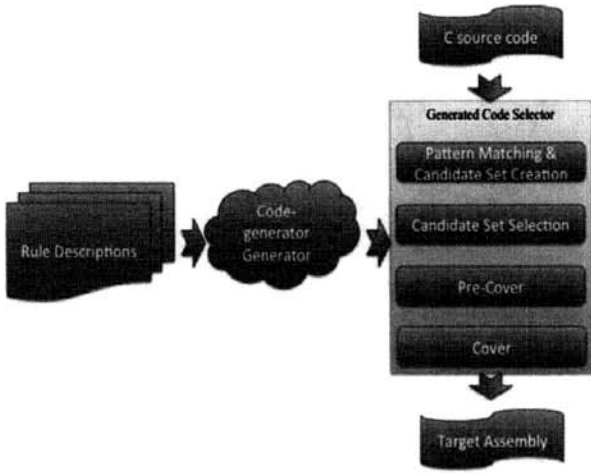 C source code
Generated Code Selector
Pattern Matching &
Candidate Set Creation
Candidate Set Selection
Pre-Cover
Cover
Rule Descriptions
Code-
generator
Generator
Target Assembly